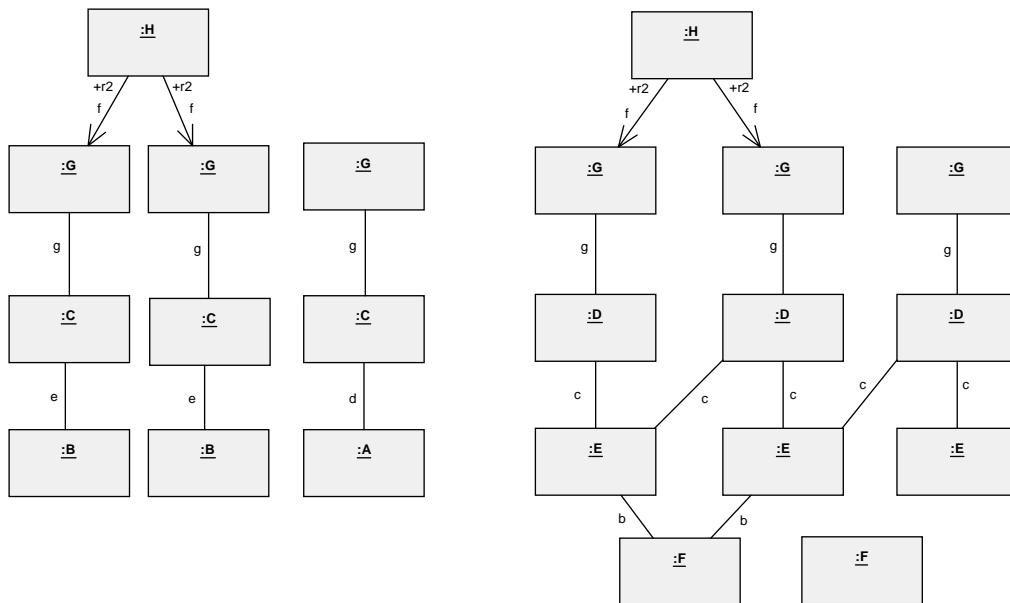 :H
:H
+r2
+r2
+r2
+r2
f
f
f
f
:G
:G
:G
:G
:G
:G
g
g
g
g
g
g
:C
:C
:C
:D
:D
:D
e
e
d
c
c
c
c
c
:B
:B
:A
:E
:E
:E
b
b
:F
:F